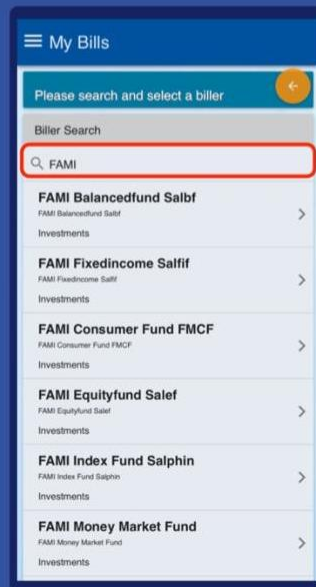 My Bills
Please search and select a biller
Biller Search
FAMI
FAMI Balancedfund Salbf
FAMI Balancedfund Salbf
Investments
FAMI Fixedincome Salfif
FAMI Fixedincome Salfif
Investments
FAMI Consumer Fund FMCF
FAMI Consumer Fund FMCF
Investments
FAMI Equityfund Salef
FAMI Equityfund Salef
Investments
FAMI Index Fund Salphin
FAMI Index Fund Salphin
Investments
FAMI Money Market Fund
FAMI Money Market Fund
Investments